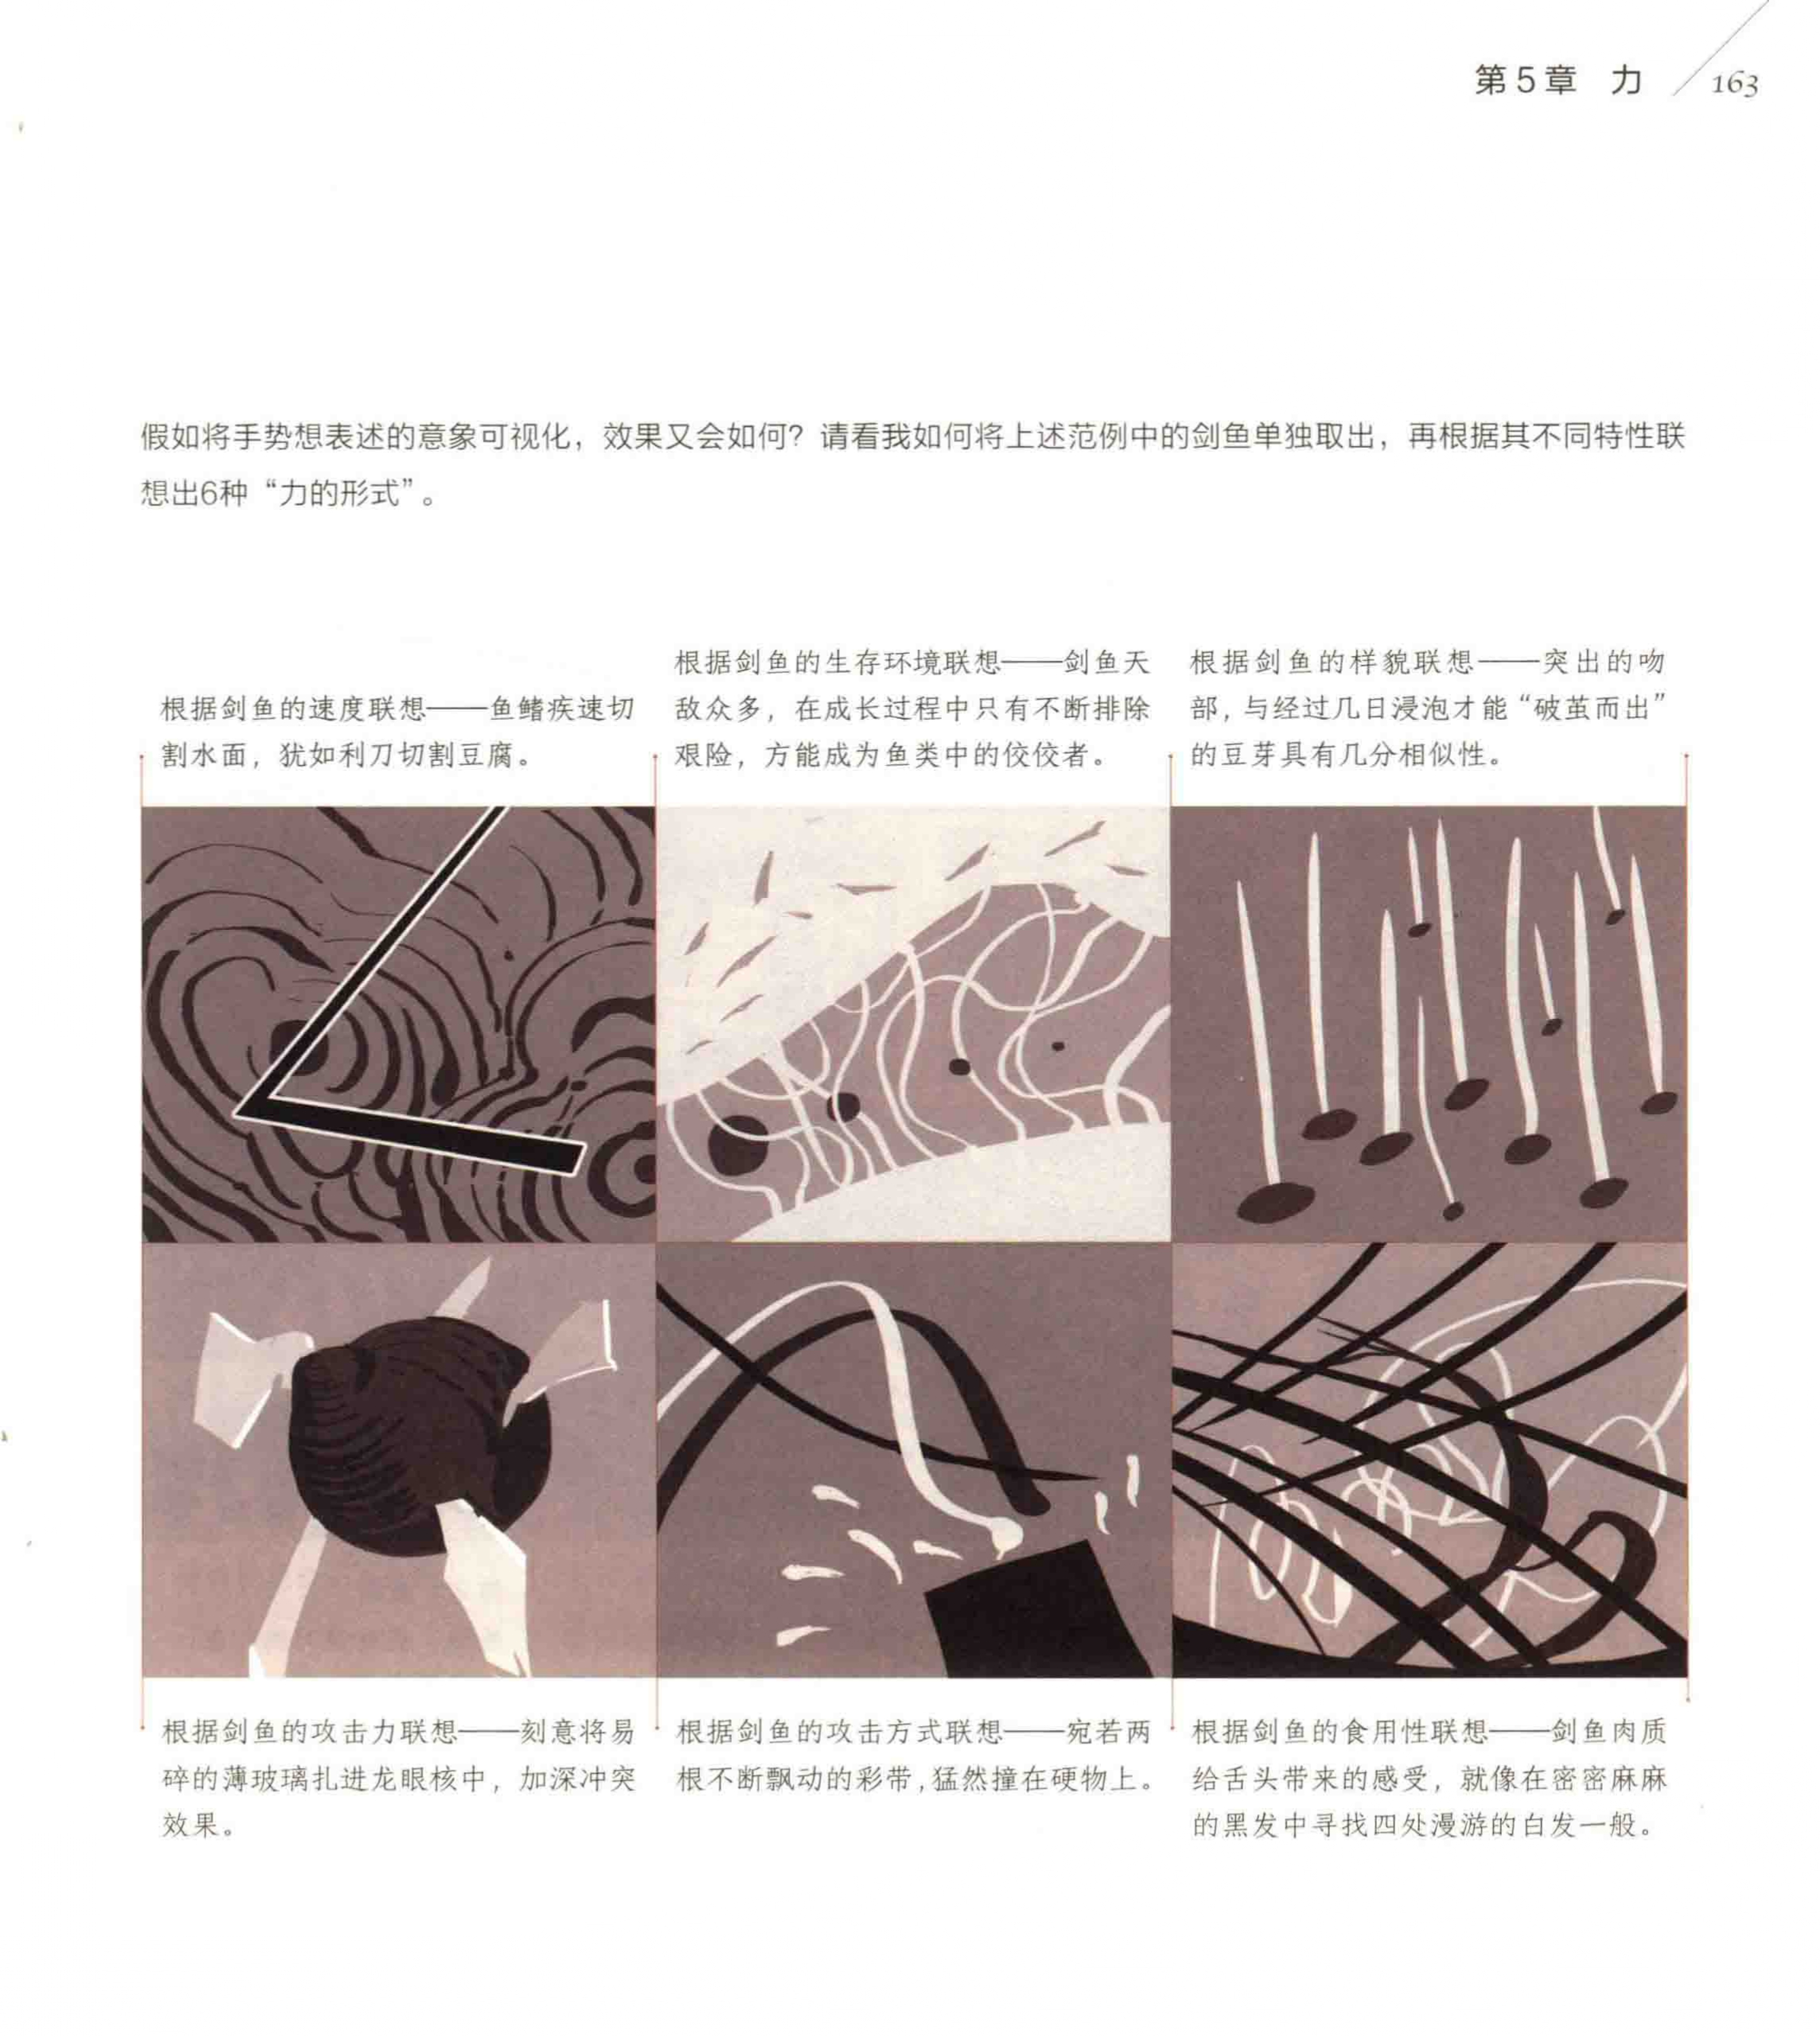 第5章 力 163
假如将手势想表述的意象可视化，效果又会如何？请看我如何将上述范例中的剑鱼单独取出，再根据其不同特性联
想出6种“力的形式”。
根据剑鱼的速度联想——鱼鳍疾速切
割水面，犹如利刀切割豆腐。
根据剑鱼的生存环境联想——剑鱼天
敌众多，在成长过程中只有不断排除
艰险，方能成为鱼类中的佼佼者。
根据剑鱼的样貌联想——突出的吻
部，与经过几日浸泡才能“破茧而出”
的豆芽具有几分相似性。
根据剑鱼的攻击力联想——刻意将易
碎的薄玻璃扎进龙眼核中，加深冲突
效果。
根据剑鱼的攻击方式联想——宛若两
根不断飘动的彩带，猛然撞在硬物上。
根据剑鱼的食用性联想——剑鱼肉质
给舌头带来的感受，就像在密密麻麻
的黑发中寻找四处漫游的白发一般。